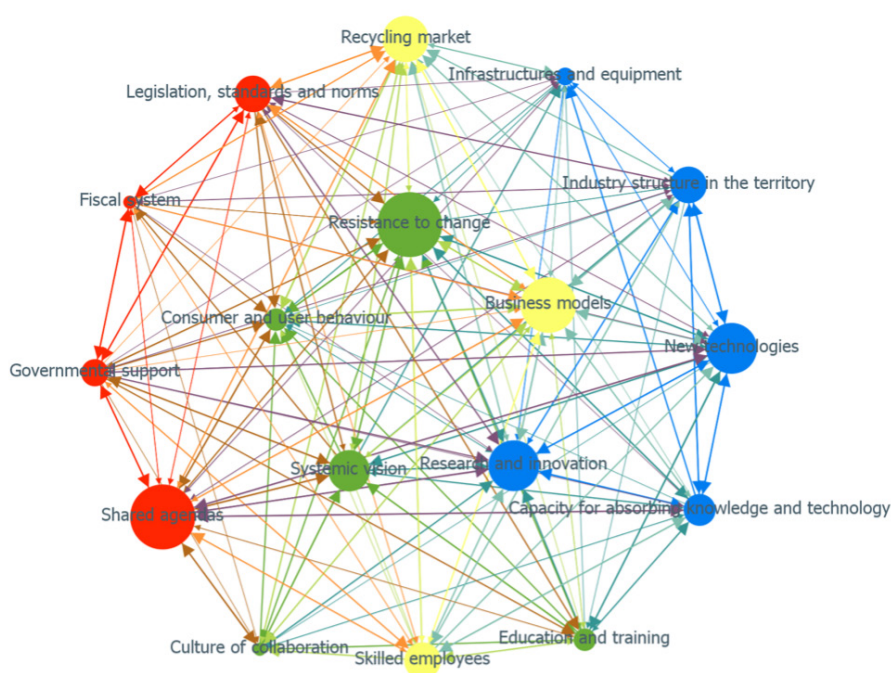 Recycling market
Infrastructures and equipment
Legislation, standards and norms
Industry structure in the territory
Fiscal system
Resistance to change
Business models
Consumer and user behaviour
New technologies
Governmental support
Systemic vision
Research and innovation
Capacity for absorbing knowledge and technology
Shared agendas
Culture of collaboration
Education and training
Skilled employees